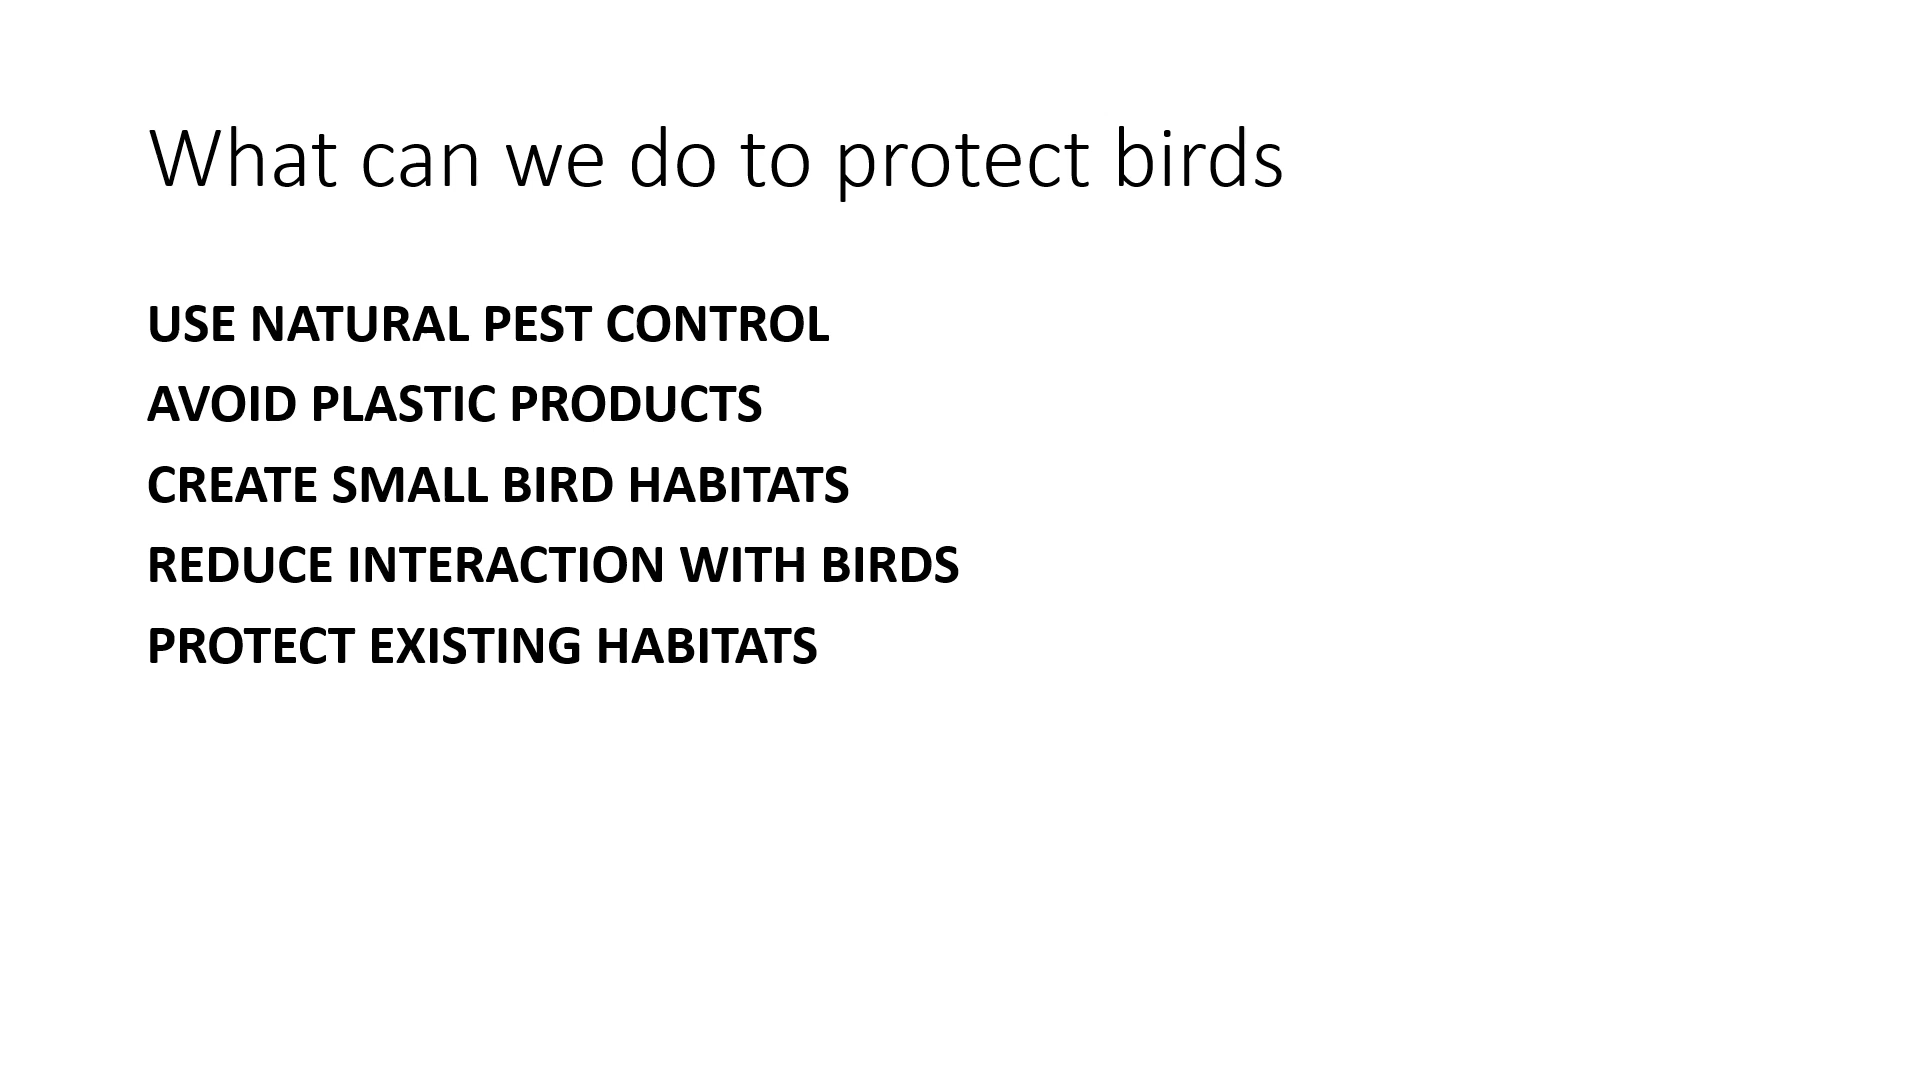 What can we do to protect birds
USE NATURAL PEST CONTROL
AVOID PLASTIC PRODUCTS
CREATE SMALL BIRD HABITATS
REDUCE INTERACTION WITH BIRDS
PROTECT EXISTING HABITATS